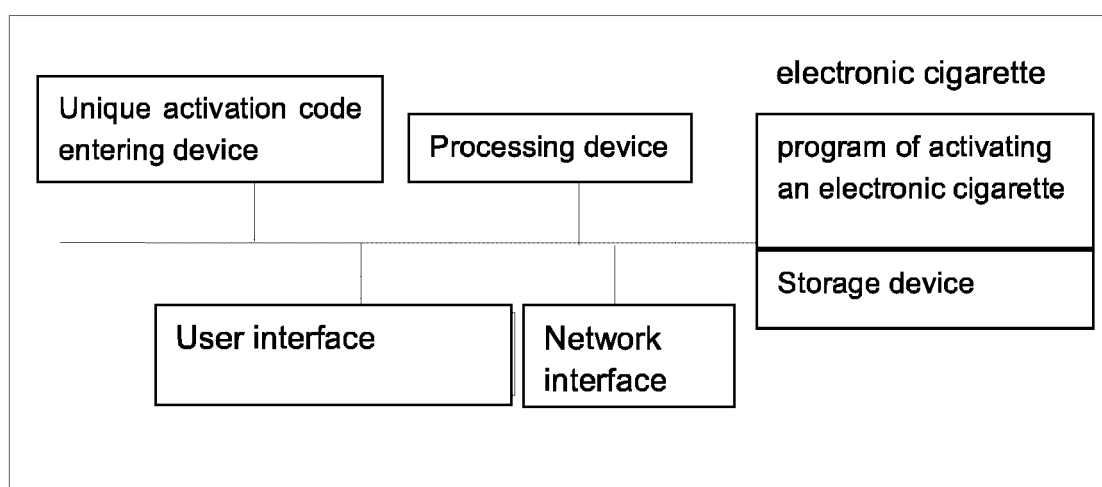 electronic cigarette
Unique activation code
entering device
Processing device
program of activating
an electronic cigarette
Storage device
User interface
Network
interface